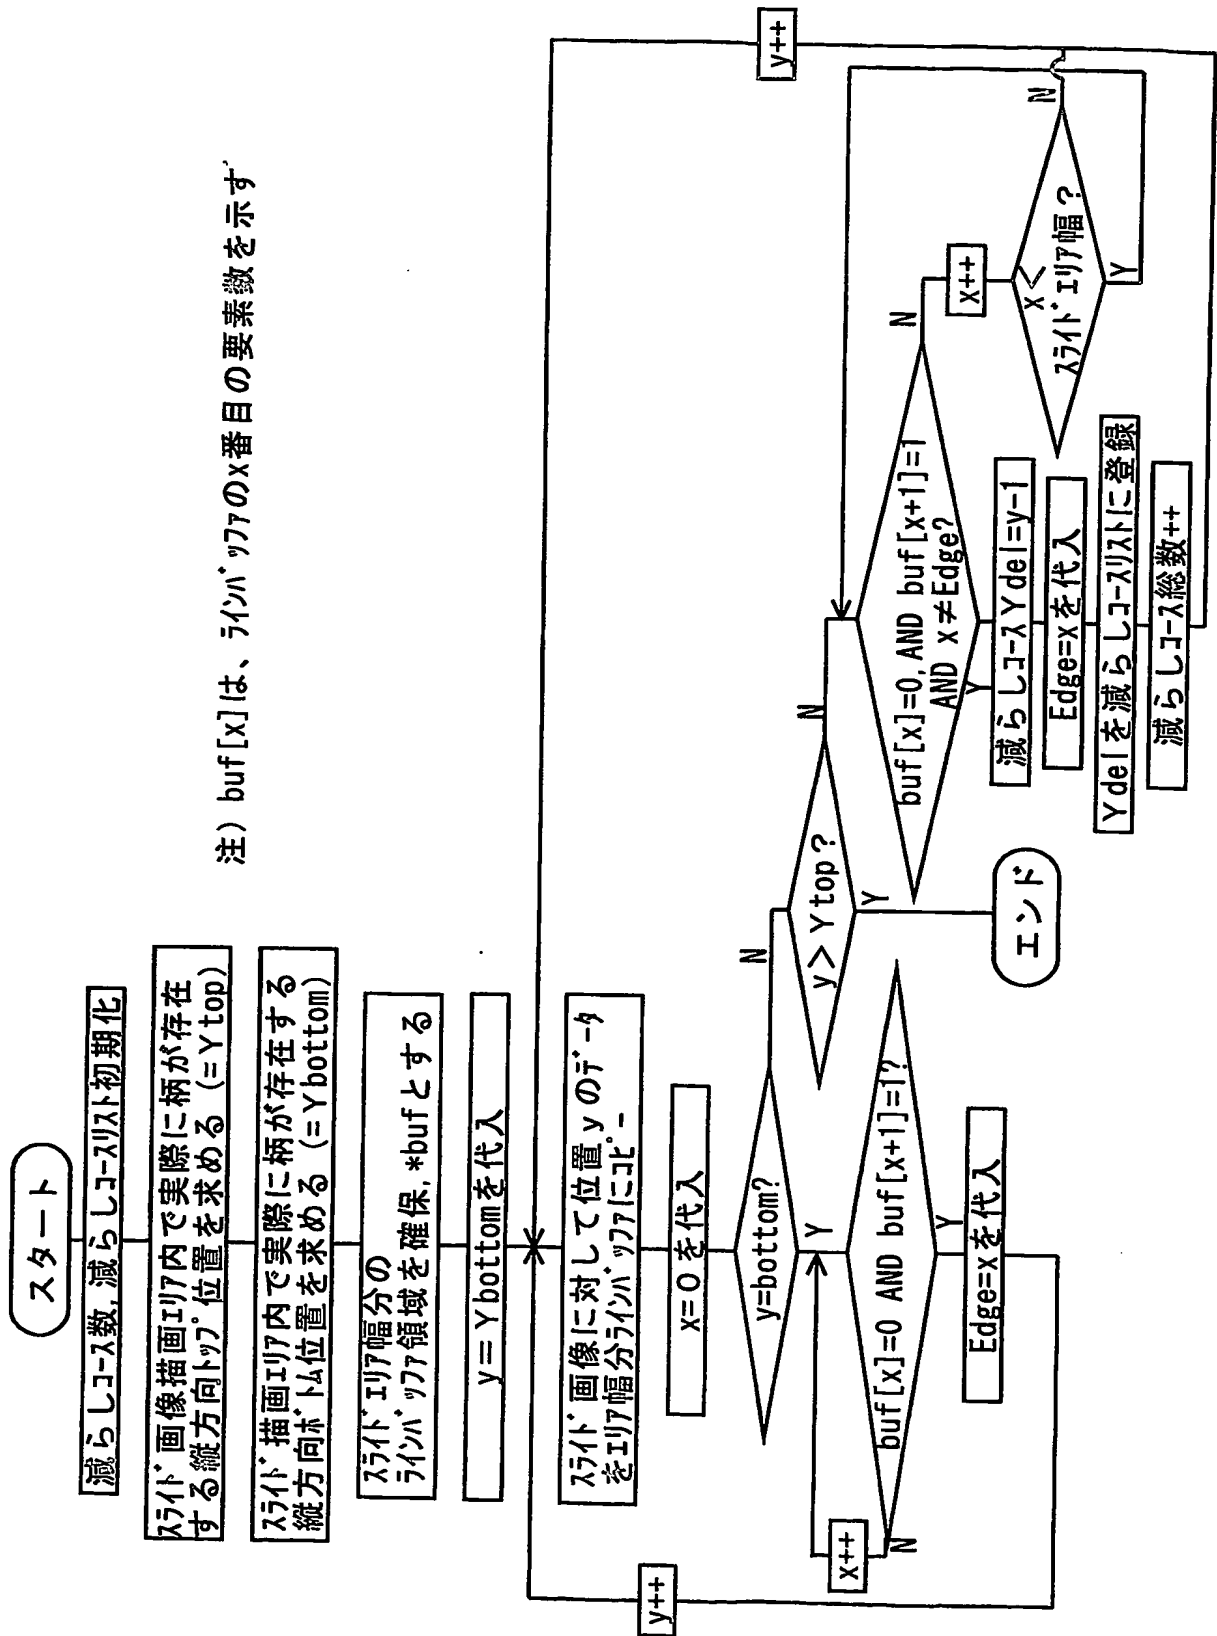 スタート
減らしコース数,減らしコースリスト初期化
スライド画像描画エリア内で実際に柄が存在
する縦方向トップ位置を求める(=Ytop)
スライド描画エリア内で実際に柄が存在する
縦方向ボトム位置を求める(=Ybottom)
スライドエリア幅分の
ラインバッファ領域を確保,*bufとする
y=Ybottomを代入
スライド画像に対して位置yのデータ
をエリア幅分ラインバッファにコピー
x=0を代入
y=bottom?
Y
N
buf[x]=0 AND buf[x+1]=1?
N
Y
x++
Edge=xを代入
y++
y>Ytop?
N
Y
エンド
buf[x]=0,AND buf[x+1]=1
AND x≠Edge?
N
Y
x++
x<
スライドエリア幅?
N
Y
減らしコースYdel=y-1
Edge=xを代入
Ydelを減らしコースリストに登録
減らしコース総数++
y++
注)buf[x]は、ラインバッファのx番目の要素数を示す